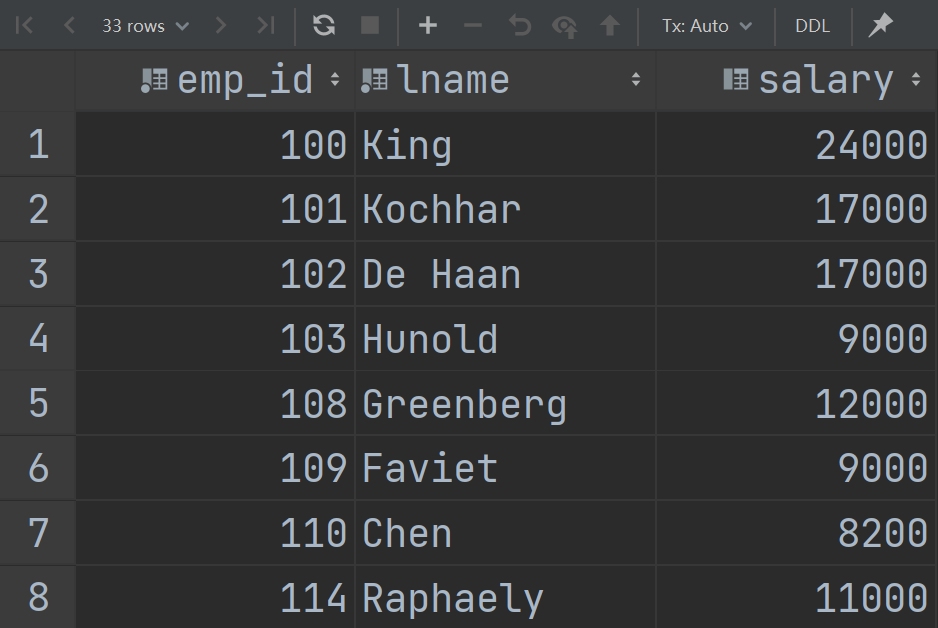 33 rows Tx: Auto DDL
emp_id lname salary
1 100 King 24000
2 101 Kochhar 17000
3 102 De Haan 17000
4 103 Hunold 9000
5 108 Greenberg 12000
6 109 Faviet 9000
7 110 Chen 8200
8 114 Raphaely 11000